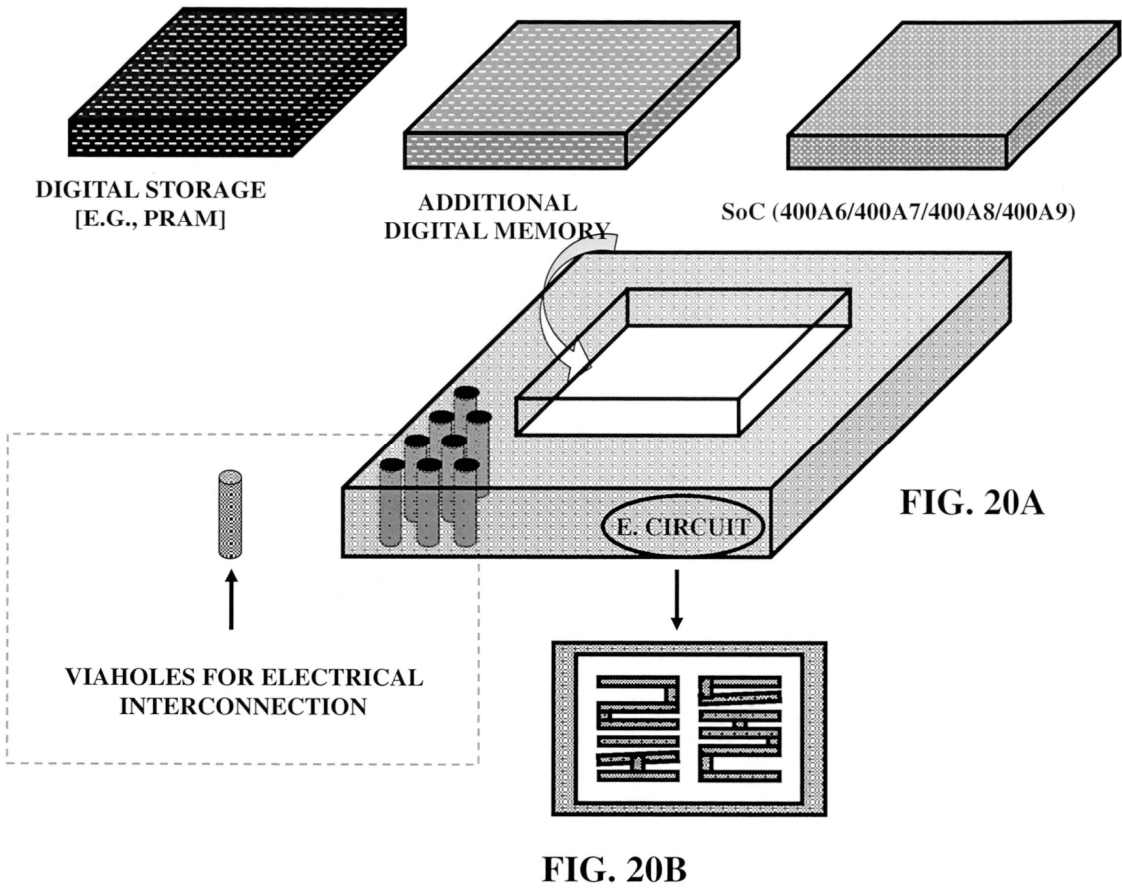 DIGITAL STORAGE
[E.G., PRAM]
ADDITIONAL
DIGITAL MEMORY
SoC (400A6/400A7/400A8/400A9)
FIG. 20A
E. CIRCUIT
VIAHOLES FOR ELECTRICAL
INTERCONNECTION
FIG. 20B